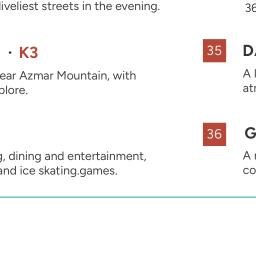 liveliest streets in the evening.
· K3
ear Azmar Mountain, with
plore.
g, dining and entertainment,
and ice skating.games.
36
35
A
36
G
A